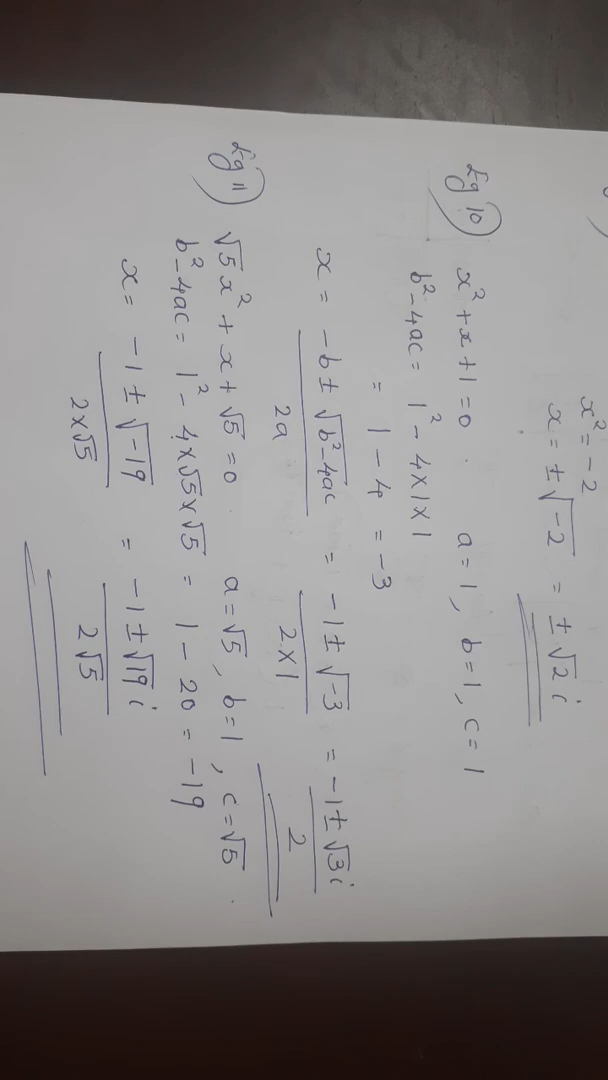 x² = -2
x = ±√-2 = ±√2 i
Eg 10) x² + x + 1 = 0 . a = 1, b = 1, c = 1
b² - 4ac = 1² - 4×1×1
= 1 - 4 = -3
x = (-b ± √b² - 4ac)/2a = (-1 ± √-3)/(2×1) = (-1 ± √3 i)/2
Eg 11) √5 x² + x + √5 = 0 a = √5, b = 1, c = √5 .
b² - 4ac = 1² - 4×√5×√5 = 1 - 20 = -19
x = (-1 ± √-19)/(2×√5) = (-1 ± √19 i)/(2√5)